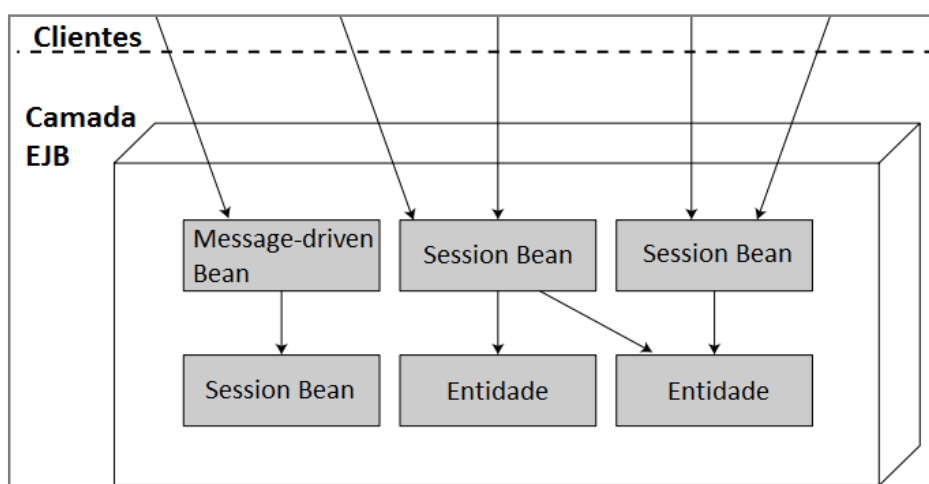 Clientes
Camada
EJB
Message-driven
Bean
Session Bean
Session Bean
Session Bean
Entidade
Entidade